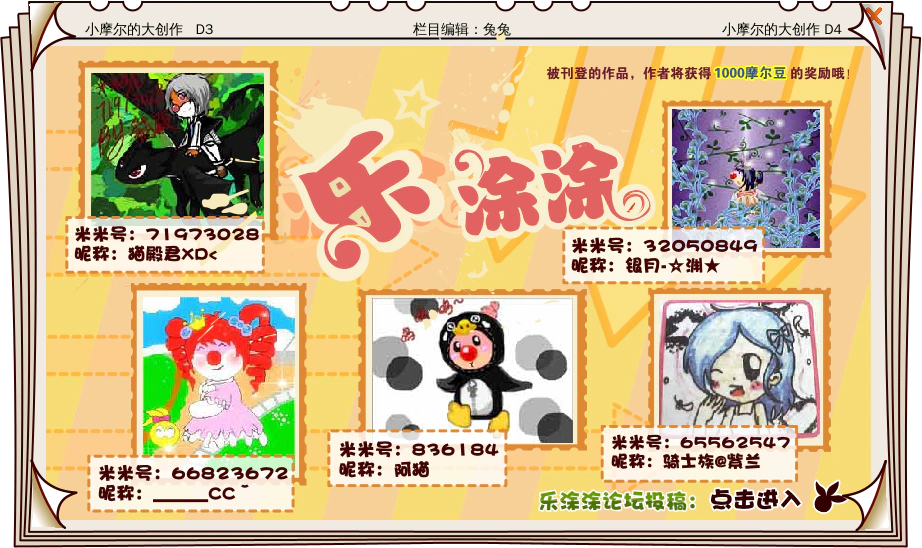 小摩尔的大创作 D3
栏目编辑：兔兔
小摩尔的大创作 D4
被刊登的作品，作者将获得1000摩尔豆的奖励哦！
乐涂涂
米米号：71973028
昵称：猫殿君XD<
米米号：32050849
昵称：银月-☆渊★
米米号：66823672
昵称：_____CC ˉ
米米号：836184
昵称：阿猫
米米号：65562547
昵称：骑士族@紫兰
乐涂涂论坛投稿：点击进入